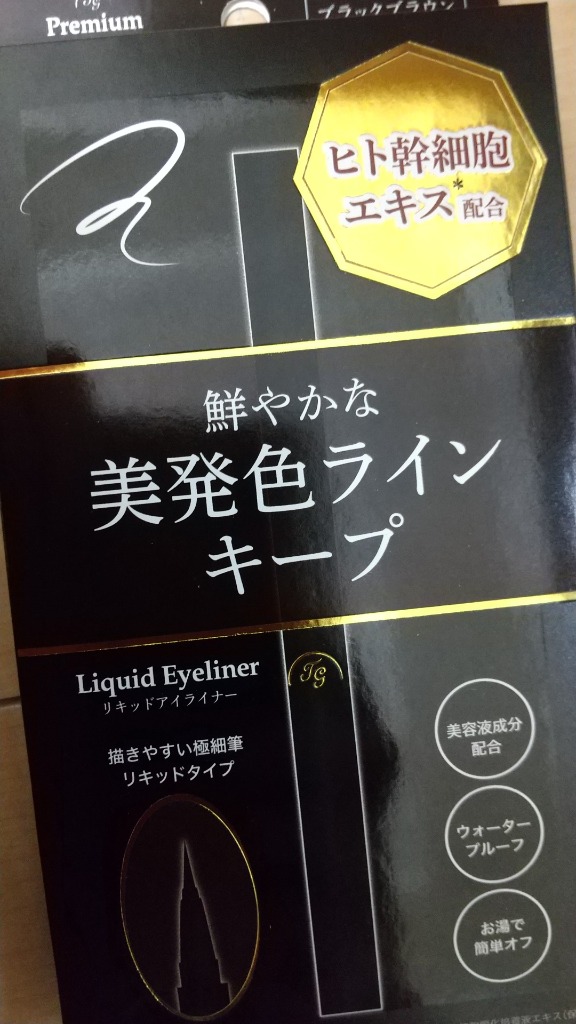 Premium
ブラックブラウン
ヒト幹細胞
エキス*配合
鮮やかな
美発色ライン
キープ
Liquid Eyeliner
リキッドアイライナー
TG
描きやすい極細筆
リキッドタイプ
美容液成分
配合
ウォーター
プルーフ
お湯で
簡単オフ